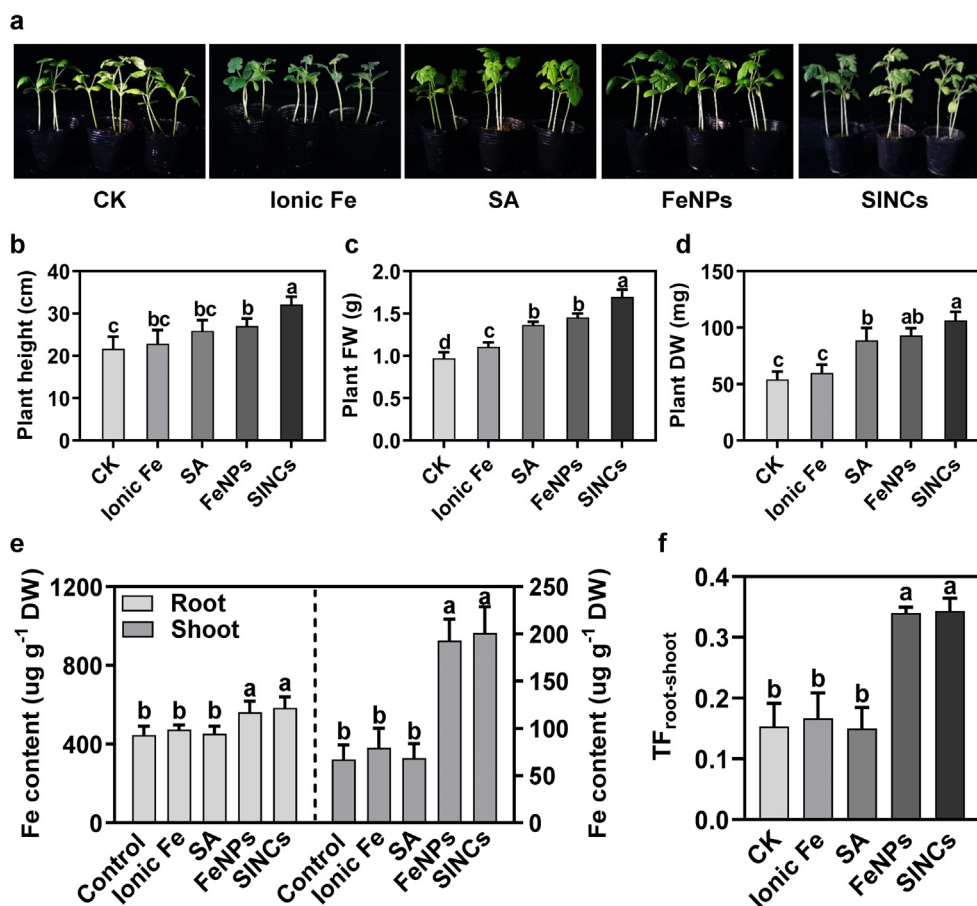 a
CK
Ionic Fe
SA
FeNPs
SINCs
b
Plant height (cm)
40
30
20
10
0
c
bc
bc
b
a
CK
Ionic Fe
SA
FeNPs
SINCs
c
Plant FW (g)
2.0
1.5
1.0
0.5
0.0
d
c
b
b
a
CK
Ionic Fe
SA
FeNPs
SINCs
d
Plant DW (mg)
150
100
50
0
c
c
b
ab
a
CK
Ionic Fe
SA
FeNPs
SINCs
e
Fe content (ug g⁻¹ DW)
1200
800
400
0
Root
Shoot
b
b
b
a
a
b
b
b
a
a
Control
Ionic Fe
SA
FeNPs
SINCs
Control
Ionic Fe
SA
FeNPs
SINCs
250
200
150
100
50
0
Fe content (ug g⁻¹ DW)
f
TFroot-shoot
0.4
0.3
0.2
0.1
0.0
b
b
b
a
a
CK
Ionic Fe
SA
FeNPs
SINCs